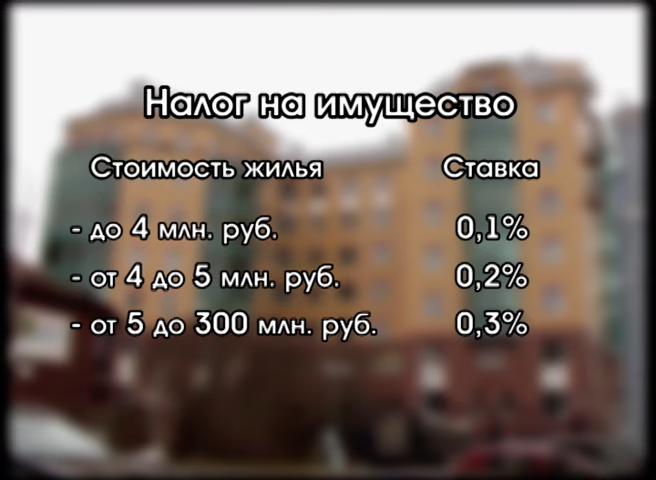 Налог на имущество
Стоимость жилья Ставка
- до 4 млн. руб. 0,1%
- от 4 до 5 млн. руб. 0,2%
- от 5 до 300 млн. руб. 0,3%